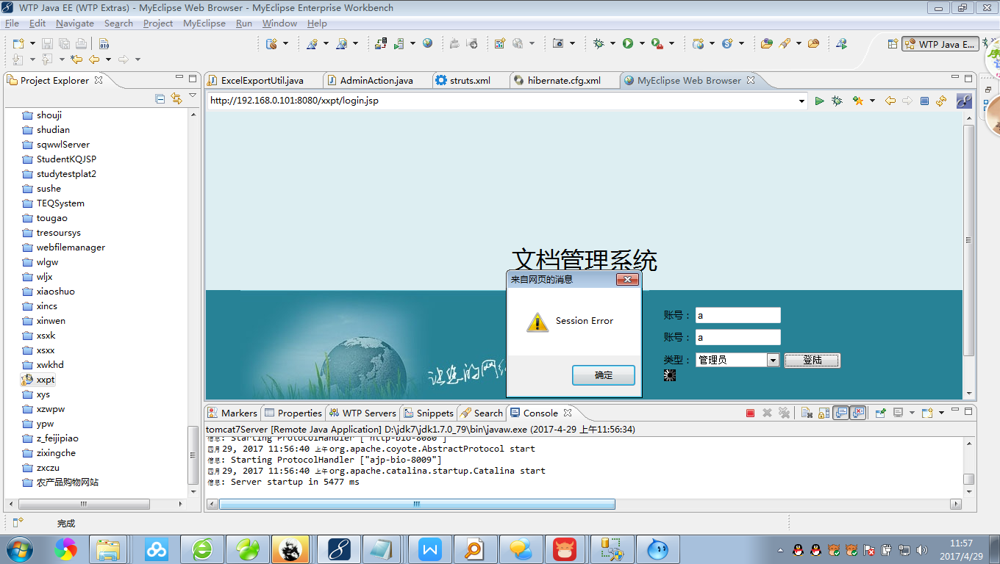 WTP Java EE (WTP Extras) - MyEclipse Web Browser - MyEclipse Enterprise Workbench
File Edit Navigate Search Project MyEclipse Run Window Help
WTP Java E...
Project Explorer
ExcelExportUtil.java AdminAction.java struts.xml hibernate.cfg.xml MyEclipse Web Browser
http://192.168.0.101:8080/xxpt/login.jsp
shouji
shudian
sqwwlServer
StudentKQJSP
studytestplat2
sushe
TEQSystem
tougao
tresoursys
webfilemanager
wlgw
wljx
xiaoshuo
xincs
xinwen
xsxk
xsxx
xwkhd
xxpt
xys
xzwpw
ypw
z_feijipiao
zixingche
zxczu
农产品购物网站
文档管理系统
来自网页的消息
Session Error
确定
让您的网
账号： a
账号： a
类型： 管理员 登陆
Markers Properties WTP Servers Snippets Search Console
tomcat7Server [Remote Java Application] D:\jdk7\jdk1.7.0_79\bin\javaw.exe (2017-4-29 上午11:56:34)
信息: Starting ProtocolHandler ["http-bio-8080"]
四月 29, 2017 11:56:40 上午 org.apache.coyote.AbstractProtocol start
信息: Starting ProtocolHandler ["ajp-bio-8009"]
四月 29, 2017 11:56:40 上午 org.apache.catalina.startup.Catalina start
信息: Server startup in 5477 ms
完成
11:57
2017/4/29